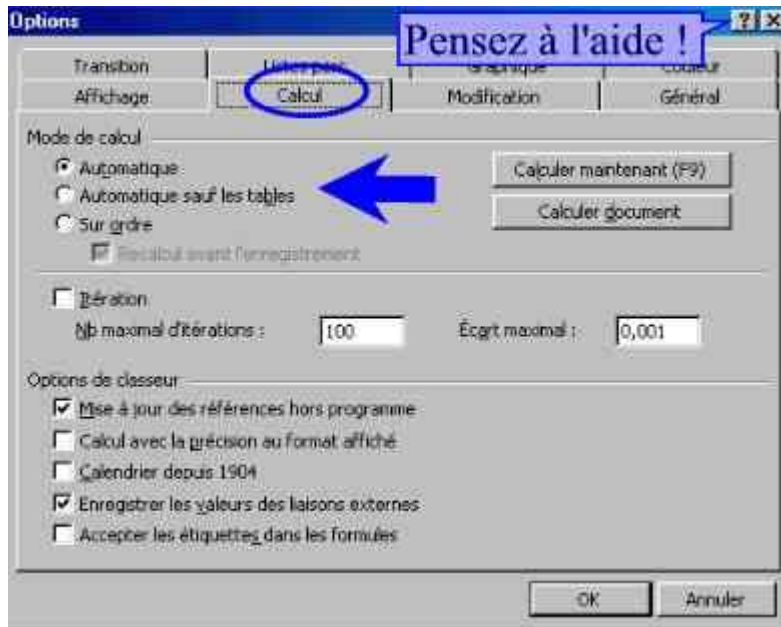 Options
Pensez à l'aide !
Transition
Graphique
Couleur
Affichage
Calcul
Modification
Général
Mode de calcul
Automatique
Calculer maintenant (F9)
Automatique sauf les tables
Calculer document
Sur ordre
Recalcul avant l'enregistrement
Itération
Nb maximal d'itérations :
100
Écart maximal :
0,001
Options de classeur
Mise à jour des références hors programme
Calcul avec la précision au format affiché
Calendrier depuis 1904
Enregistrer les valeurs des liaisons externes
Accepter les étiquettes dans les formules
OK
Annuler